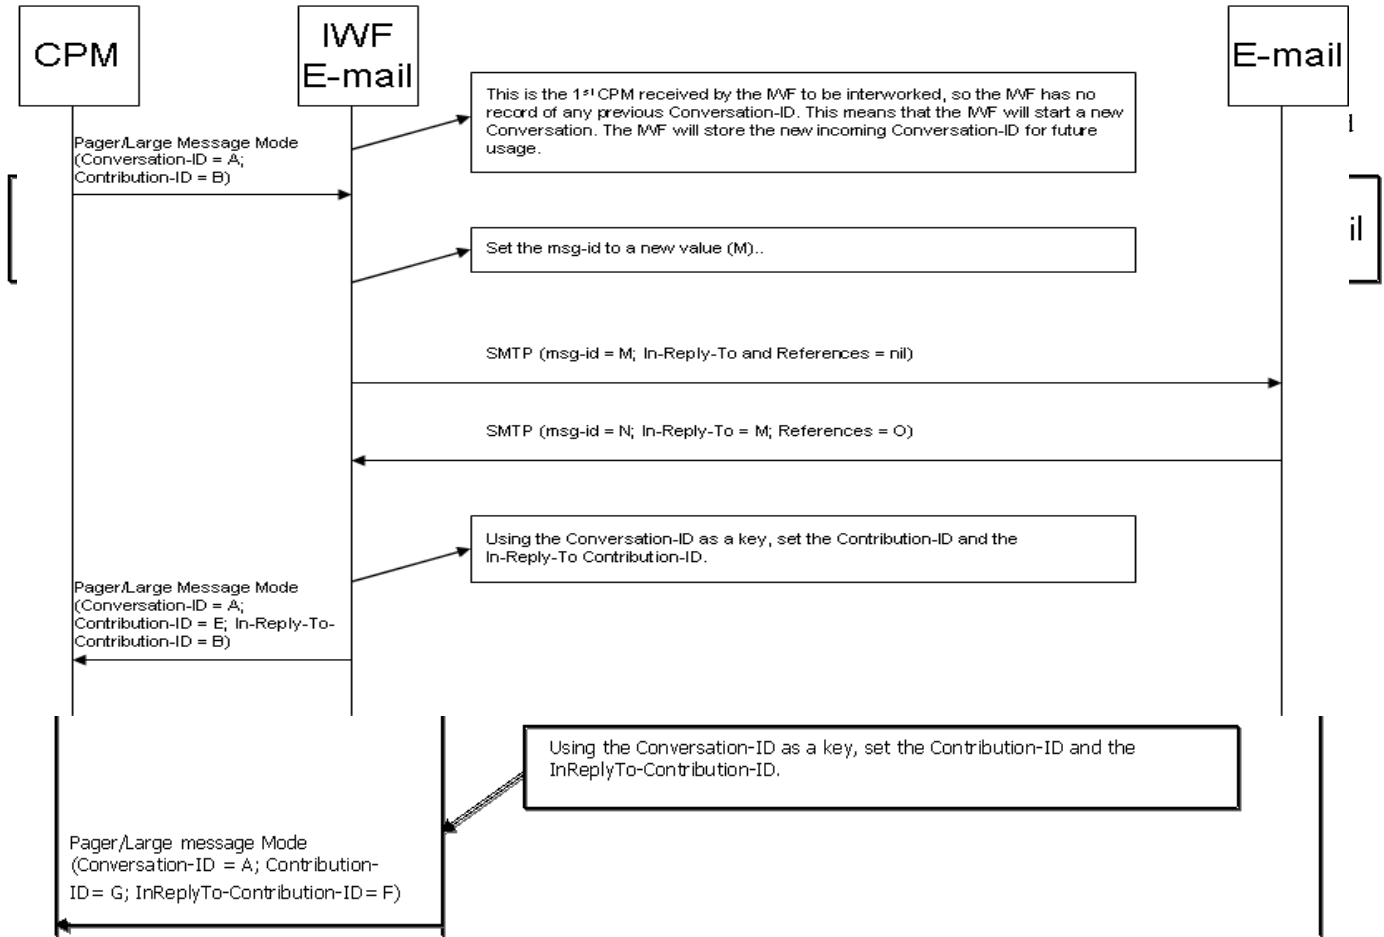 CPM
IWF
E-mail
E-mail
This is the 1st CPM received by the IWF to be interworked, so the IWF has no
record of any previous Conversation-ID. This means that the IWF will start a new
Conversation. The IWF will store the new incoming Conversation-ID for future
usage.
Pager/Large Message Mode
(Conversation-ID = A;
Contribution-ID = B)
il
Set the msg-id to a new value (M)..
SMTP (msg-id = M; In-Reply-To and References = nil)
SMTP (msg-id = N; In-Reply-To = M; References = O)
Using the Conversation-ID as a key, set the Contribution-ID and the
In-Reply-To Contribution-ID.
Pager/Large Message Mode
(Conversation-ID = A;
Contribution-ID = E; In-Reply-To-
Contribution-ID = B)
Using the Conversation-ID as a key, set the Contribution-ID and the
InReplyTo-Contribution-ID.
Pager/Large message Mode
(Conversation-ID = A; Contribution-
ID= G; InReplyTo-Contribution-ID= F)